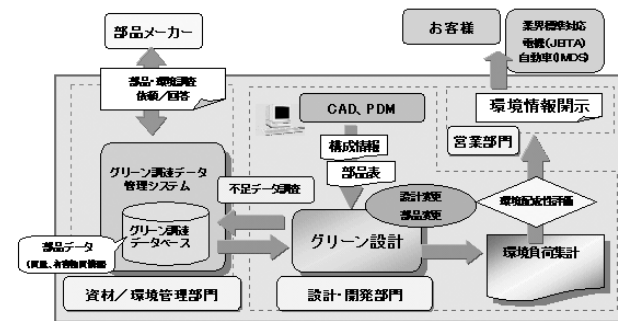 部品メーカー
お客様
業界標準対応
電機(JEITA)
自動車(IMDS)
部品・環境調査
依頼/回答
CAD、PDM
環境情報開示
構成情報
営業部門
グリーン調達データ
管理システム
部品表
不足データ調査
設計変更
部品変更
環境配慮性評価
グリーン調達
データベース
グリーン設計
環境負荷集計
部品データ
資材/環境管理部門
設計・開発部門